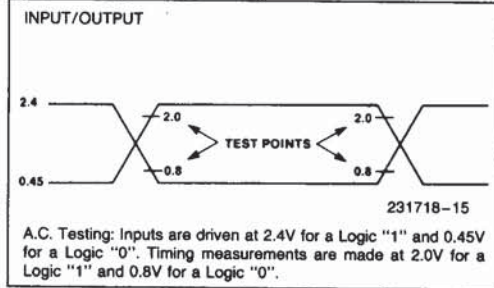 INPUT/OUTPUT
2.4
2.0
2.0
TEST POINTS
0.8
0.8
0.45
231718-15
A.C. Testing: Inputs are driven at 2.4V for a Logic "1" and 0.45V
for a Logic "0". Timing measurements are made at 2.0V for a
Logic "1" and 0.8V for a Logic "0".